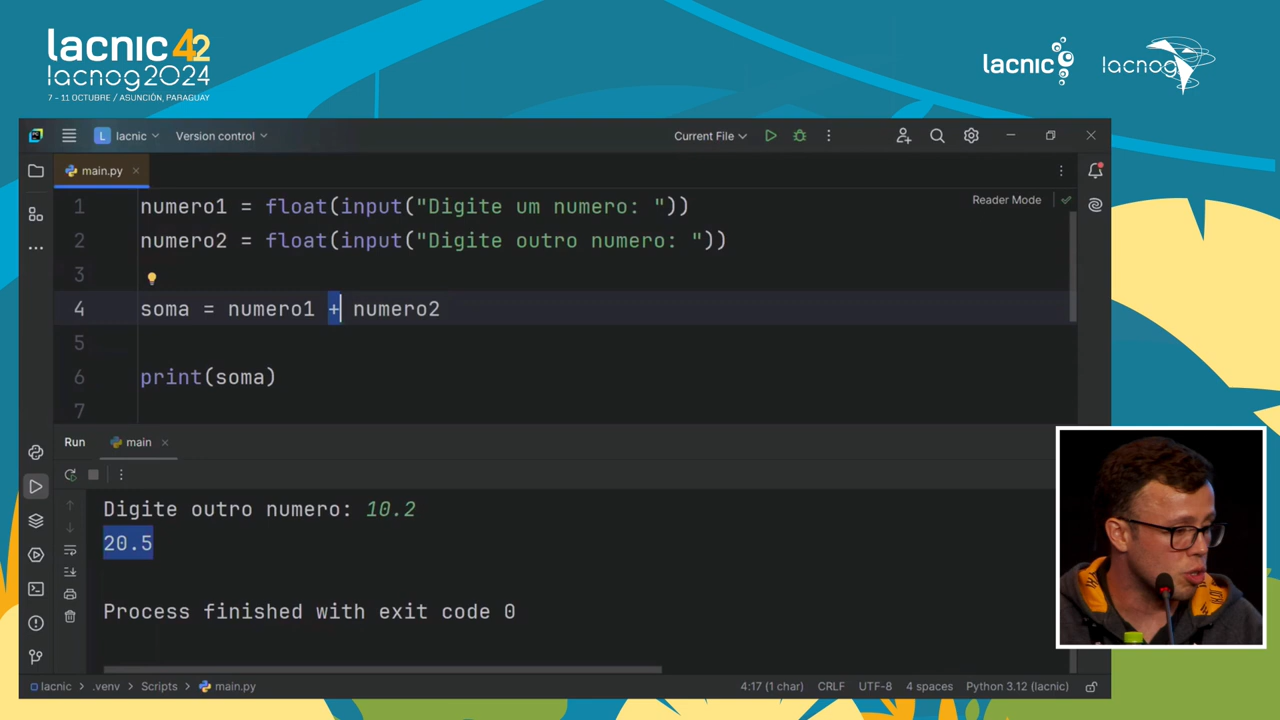 lacnic 42
lacnog2024
7 - 11 OCTUBRE / ASUNCIÓN, PARAGUAY
lacnic
lacnog
L lacnic
Version control
Current File
main.py
Reader Mode
1 numero1 = float(input("Digite um numero: "))
2 numero2 = float(input("Digite outro numero: "))
3
4 soma = numero1 + numero2
5
6 print(soma)
7
Run main
Digite outro numero: 10.2
20.5
Process finished with exit code 0
lacnic > .venv > Scripts > main.py
4:17 (1 char) CRLF UTF-8 4 spaces Python 3.12 (lacnic)